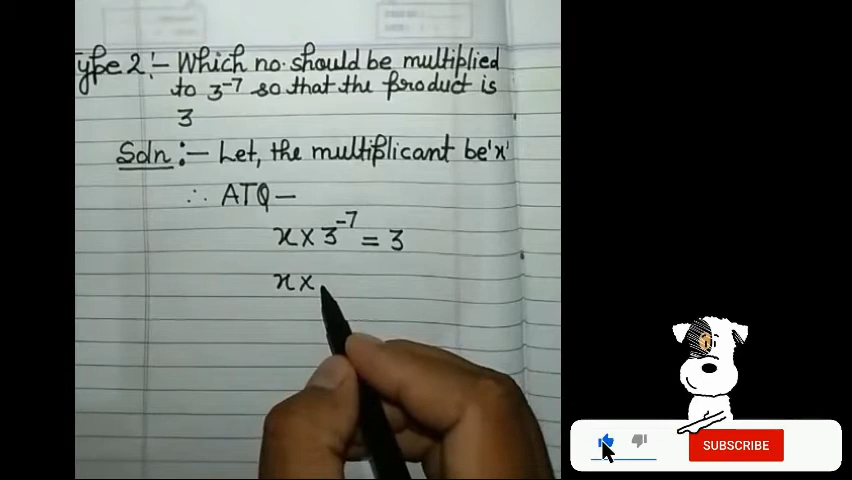 ype 2:- Which no. should be multiplied
to 3⁻⁷ so that the product is
3
Soln :- Let, the multiplicant be 'x'
∴ ATQ —
x × 3⁻⁷ = 3
x ×
SUBSCRIBE